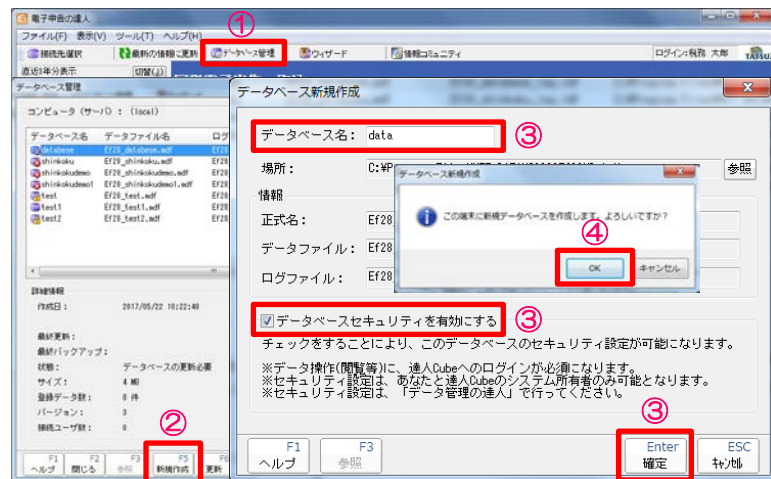 電子申告の達人
①
ファイル(F) 表示(V) ツール(T) ヘルプ(H)
接続先選択 最新の情報に更新 データベース管理 ウィザード 情報コミュニティ ログイン:税務 太郎 TATSU
直近1年分表示 切替(J)
データベース管理
コンピュータ (サーバ) : (local)
データベース名 データファイル名 ログ
database Ef28_database.mdf Ef28
shinkoku Ef28_shinkoku.mdf Ef28
shinkokudemo Ef28_shinkokudemo.mdf Ef28
shinkokudemo1 Ef28_shinkokudemo1.mdf Ef28
test Ef28_test.mdf Ef28
test1 Ef28_test1.mdf Ef28
test2 Ef28_test2.mdf Ef28
詳細情報
作成日: 2017/05/22 10:22:48
最終更新:
最終バックアップ:
状態: データベースの更新必要
サイズ: 4 MB
登録データ数: 0 件
バージョン: 3
接続ユーザ数: 0
②
F1 ヘルプ
F2 閉じる
F3 参照
F5 新規作成
F6 更新
データベース新規作成
データベース名: data ③
場所: C:¥P
参照
情報
正式名: Ef28
データファイル: Ef28
ログファイル: Ef28
データベース新規作成
この端末に新規データベースを作成します。よろしいですか?
④
OK キャンセル
データベースセキュリティを有効にする ③
チェックをすることにより、このデータベースのセキュリティ設定が可能になります。
※データ操作(閲覧等)に、達人Cubeへのログインが必須になります。
※セキュリティ設定は、あなたと達人Cubeのシステム所有者のみ可能となります。
※セキュリティ設定は、「データ管理の達人」で行ってください。
③
F1 ヘルプ
F3 参照
Enter 確定
ESC キャンセル